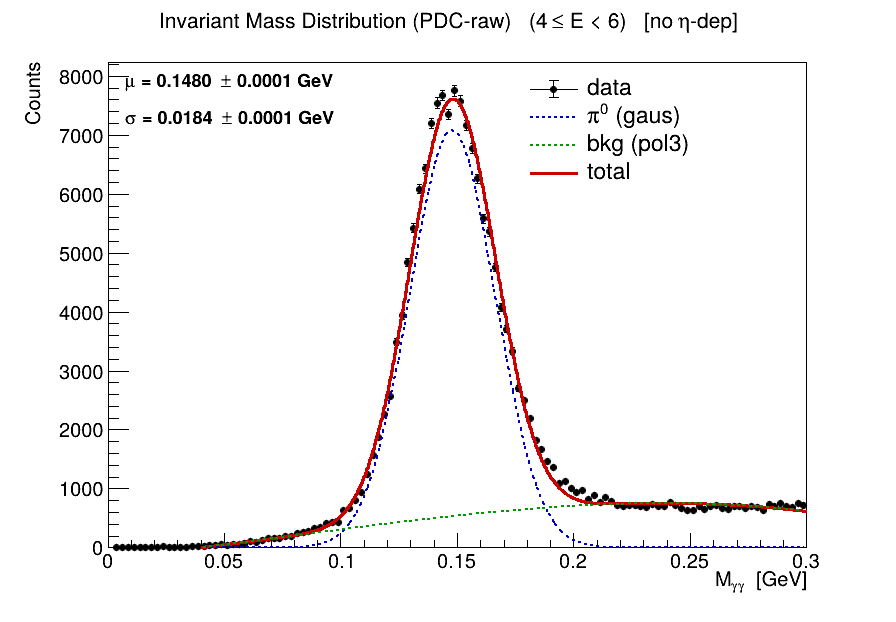 Invariant Mass Distribution (PDC-raw) (4 ≤ E < 6) [no η-dep]
Counts
8000
7000
6000
5000
4000
3000
2000
1000
0
μ = 0.1480 ± 0.0001 GeV
σ = 0.0184 ± 0.0001 GeV
data
π⁰ (gaus)
bkg (pol3)
total
0 0.05 0.1 0.15 0.2 0.25 0.3
Mγγ [GeV]